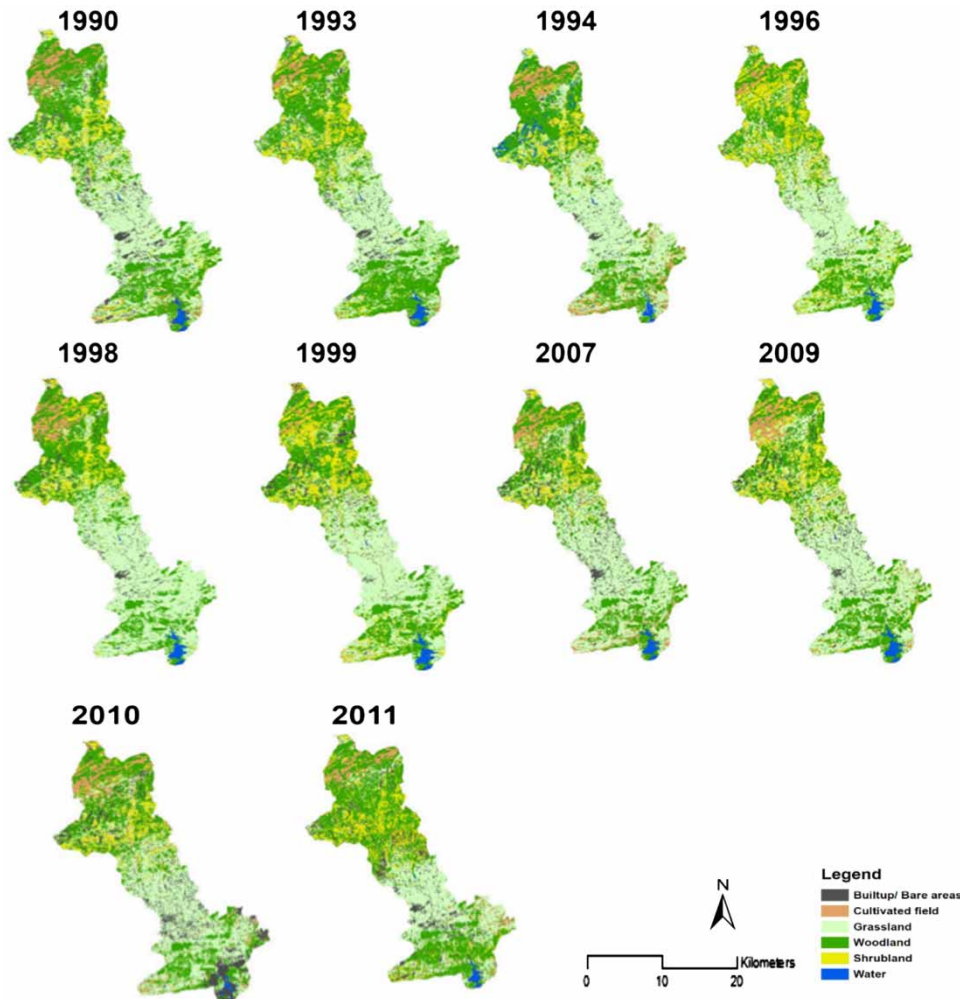 1990
1993
1994
1996
1998
1999
2007
2009
2010
2011
N
Kilometers
0
10
20
Legend
Builtup/ Bare areas
Cultivated field
Grassland
Woodland
Shrubland
Water